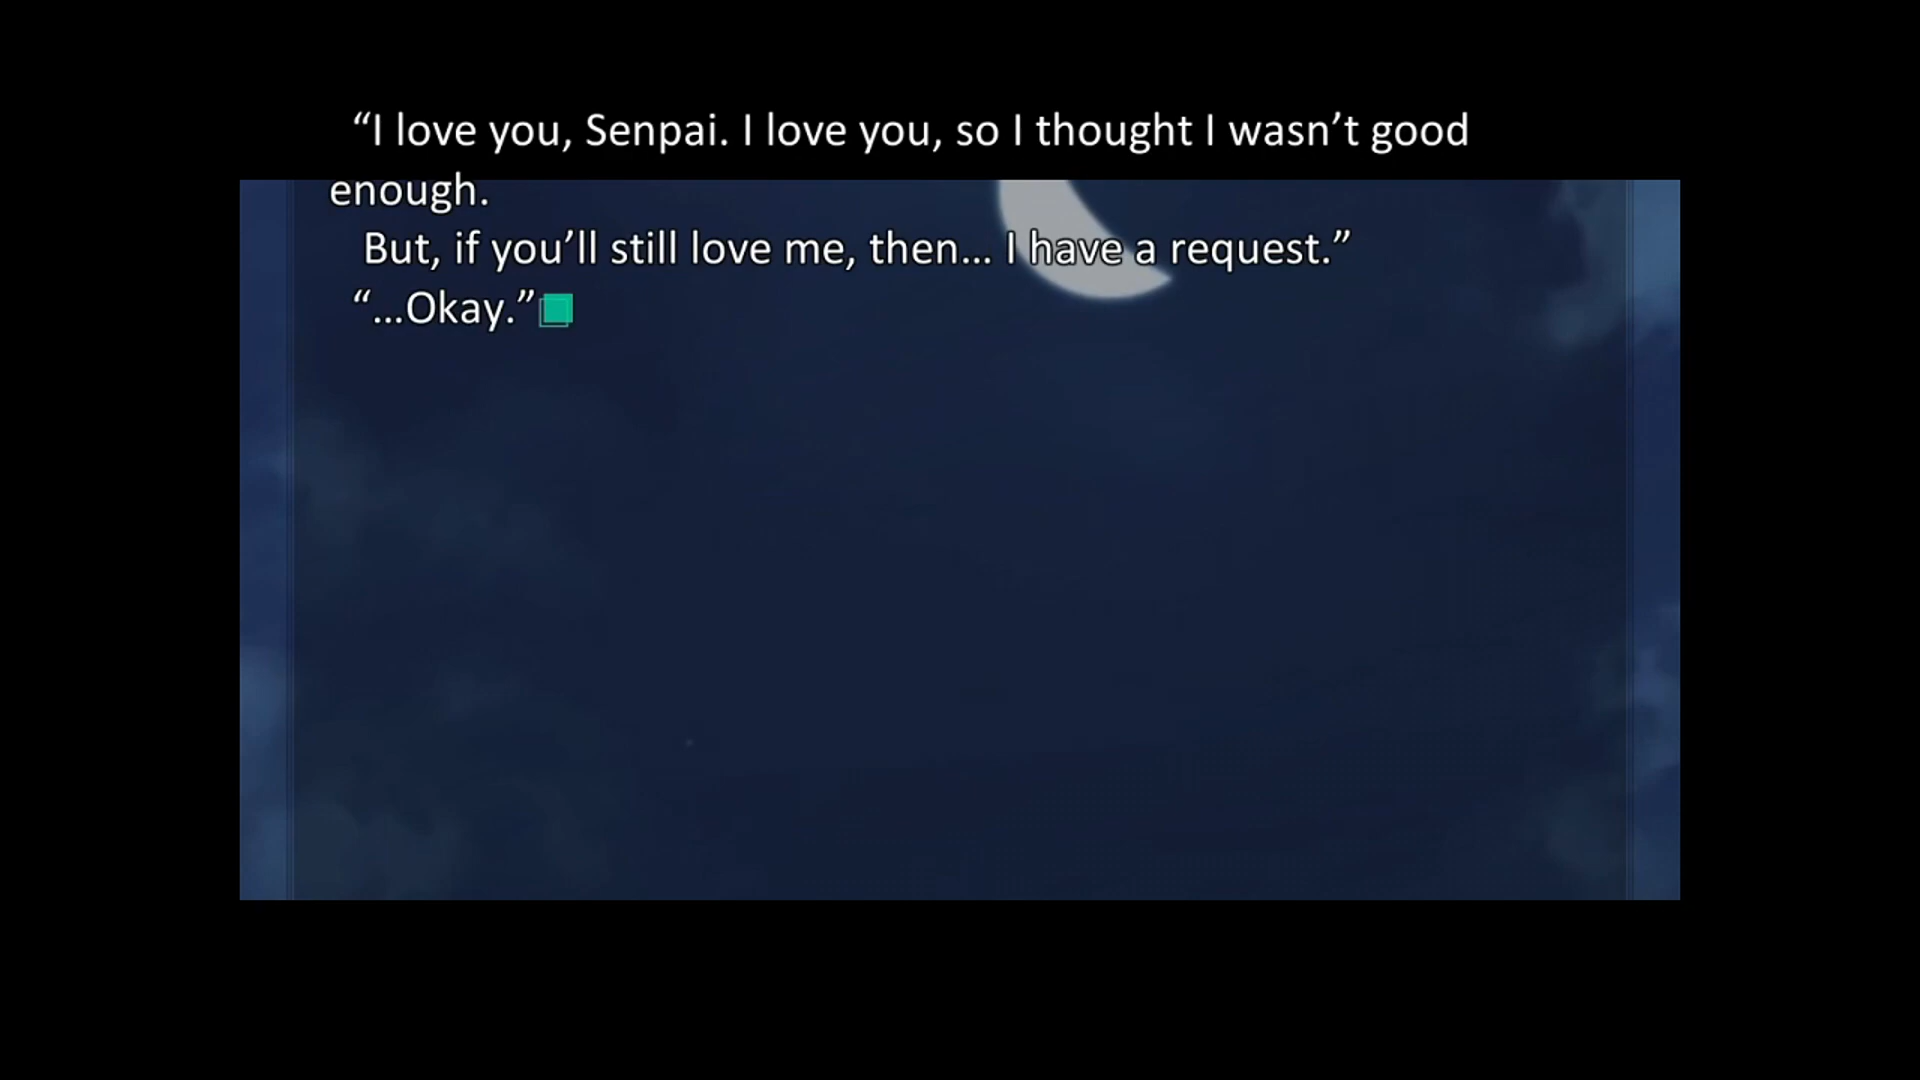 “I love you, Senpai. I love you, so I thought I wasn’t good
enough.
But, if you’ll still love me, then… I have a request.”
“…Okay.”